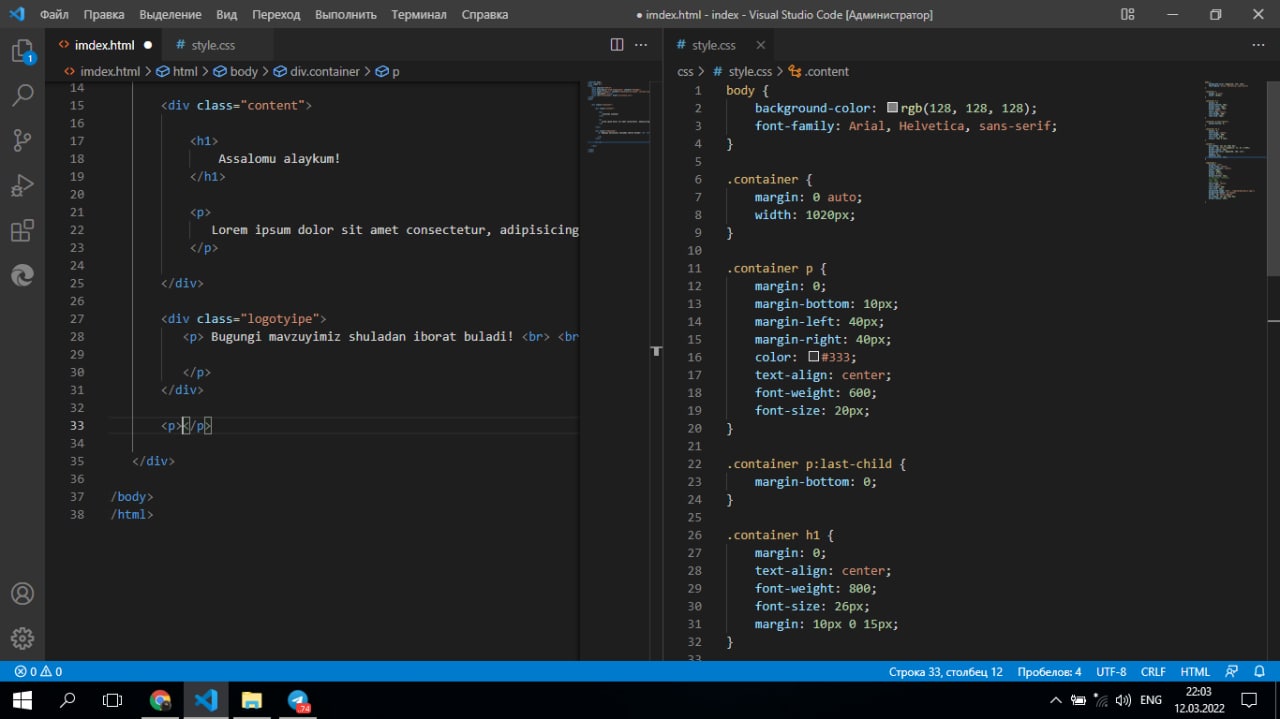 Файл Правка Выделение Вид Переход Выполнить Терминал Справка
● imdex.html - index - Visual Studio Code [Администратор]
<> imdex.html ●
# style.css
# style.css ×
<> imdex.html > html > body > div.container > p
css > # style.css > .content
14
15 <div class="content">
16
17 <h1>
18 Assalomu alaykum!
19 </h1>
20
21 <p>
22 Lorem ipsum dolor sit amet consectetur, adipisicing
23 </p>
24
25 </div>
26
27 <div class="logotyipe">
28 <p> Bugungi mavzuyimiz shuladan iborat buladi! <br> <br
29
30 </p>
31 </div>
32
33 <p></p>
34
35 </div>
36
37 /body>
38 /html>
1 body {
2 background-color: rgb(128, 128, 128);
3 font-family: Arial, Helvetica, sans-serif;
4 }
5
6 .container {
7 margin: 0 auto;
8 width: 1020px;
9 }
10
11 .container p {
12 margin: 0;
13 margin-bottom: 10px;
14 margin-left: 40px;
15 margin-right: 40px;
16 color: #333;
17 text-align: center;
18 font-weight: 600;
19 font-size: 20px;
20 }
21
22 .container p:last-child {
23 margin-bottom: 0;
24 }
25
26 .container h1 {
27 margin: 0;
28 text-align: center;
29 font-weight: 800;
30 font-size: 26px;
31 margin: 10px 0 15px;
32 }
33
1
0 0
Строка 33, столбец 12 Пробелов: 4 UTF-8 CRLF HTML
74
ENG
22:03
12.03.2022